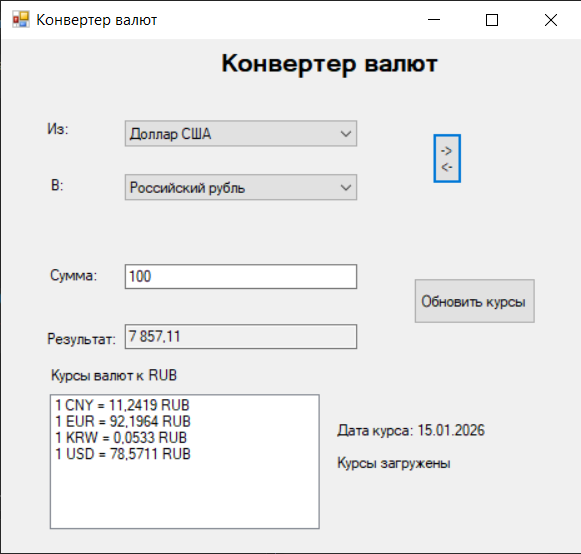 Конвертер валют
Конвертер валют
Из:
Доллар США
->
<-
В:
Российский рубль
Сумма:
100
Обновить курсы
Результат:
7 857,11
Курсы валют к RUB
1 CNY = 11,2419 RUB
1 EUR = 92,1964 RUB
1 KRW = 0,0533 RUB
1 USD = 78,5711 RUB
Дата курса: 15.01.2026
Курсы загружены